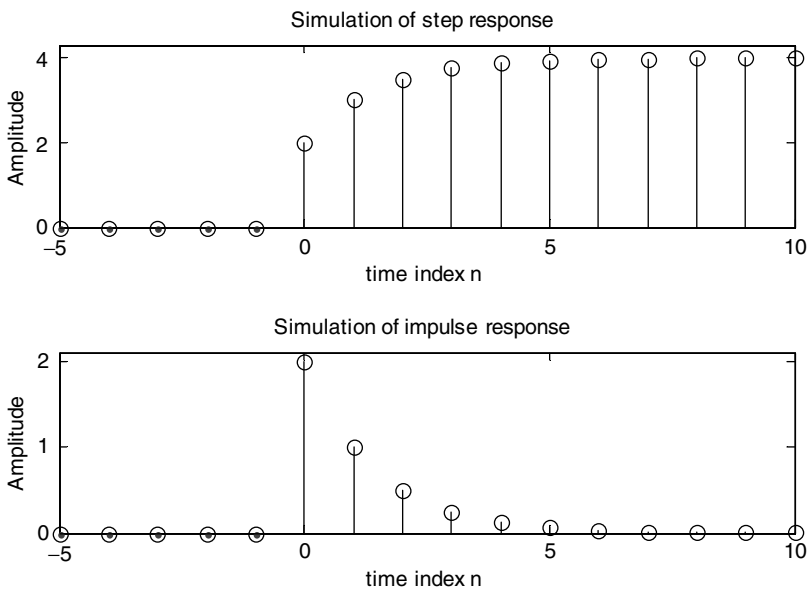 Simulation of step response
Amplitude
4
2
0
−5
0
5
10
time index n
Simulation of impulse response
Amplitude
2
1
0
−5
0
5
10
time index n